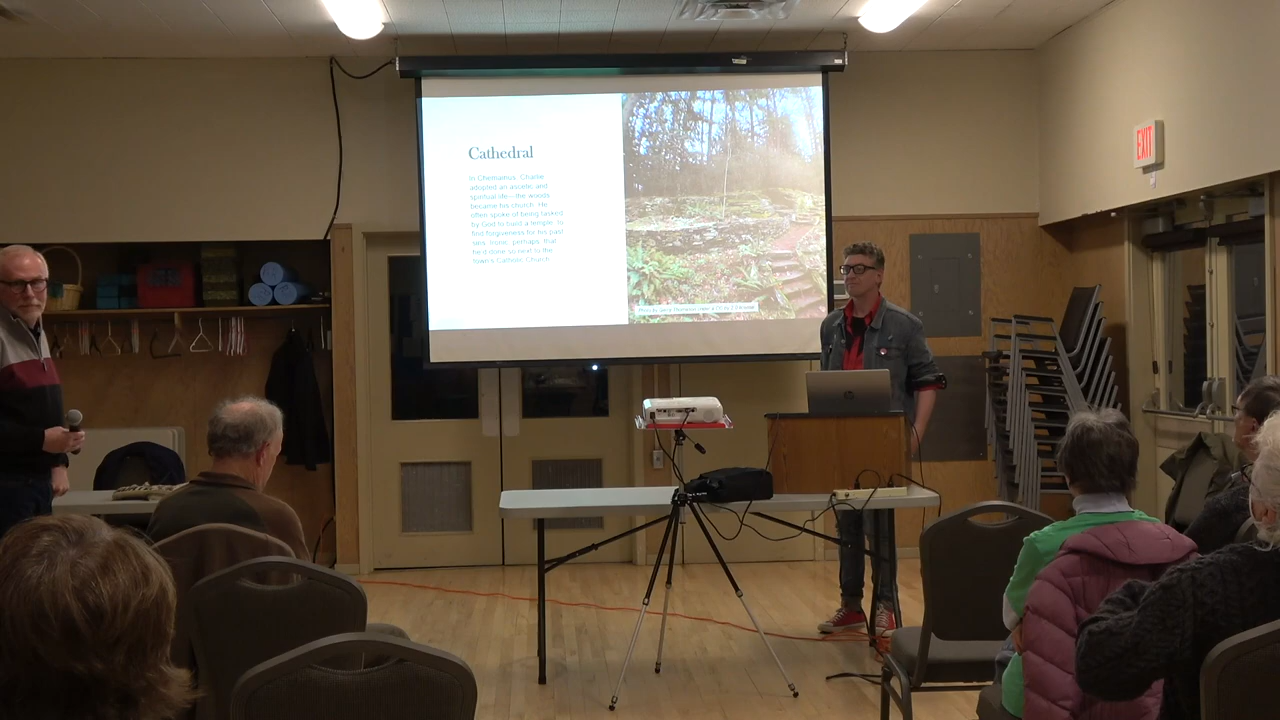 Cathedral
In Chemainus, Charlie
adopted an ascetic and
spiritual life—the woods
became his church. He
often spoke of being tasked
by God to build a temple, to
find forgiveness for his past
sins. Ironic, perhaps, that
he'd done so next to the
town's Catholic Church.
EXIT